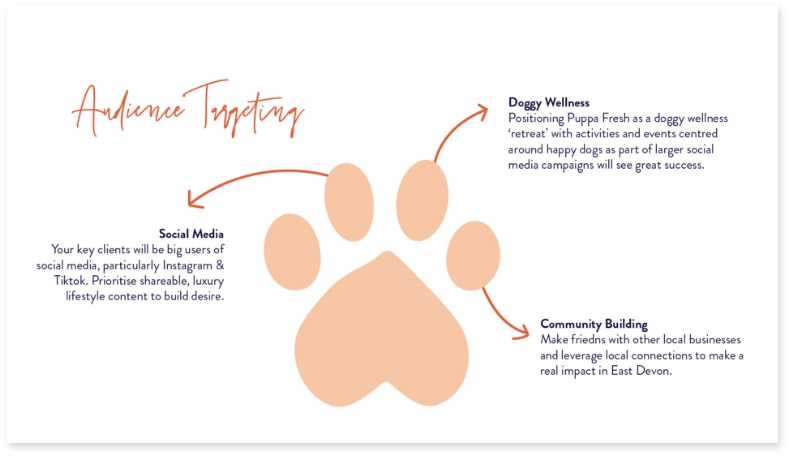 Audience Targeting
Doggy Wellness
Positioning Puppa Fresh as a doggy wellness
‘retreat’ with activities and events centred
around happy dogs as part of larger social
media campaigns will see great success.
Social Media
Your key clients will be big users of
social media, particularly Instagram &
Tiktok. Prioritise shareable, luxury
lifestyle content to build desire.
Community Building
Make friedns with other local businesses
and leverage local connections to make a
real impact in East Devon.